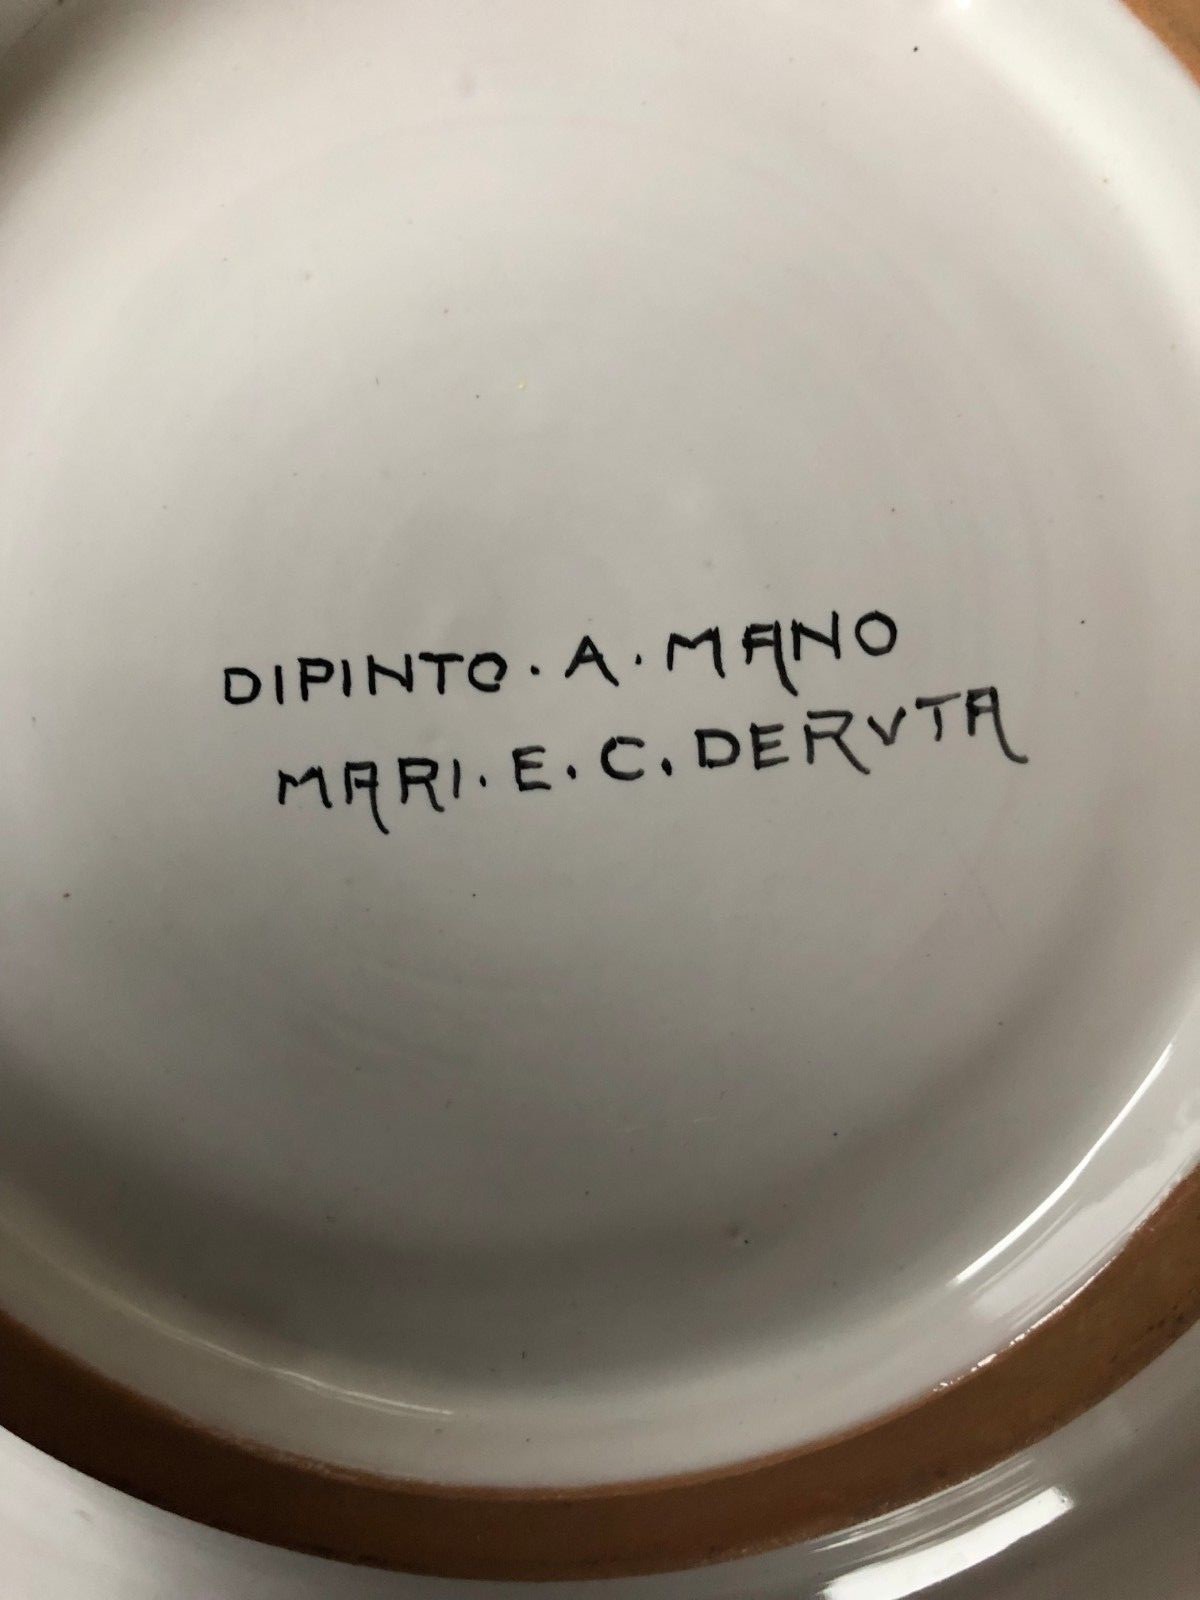 DIPINTO · A · MANO
MARI · E · C · DERVTA